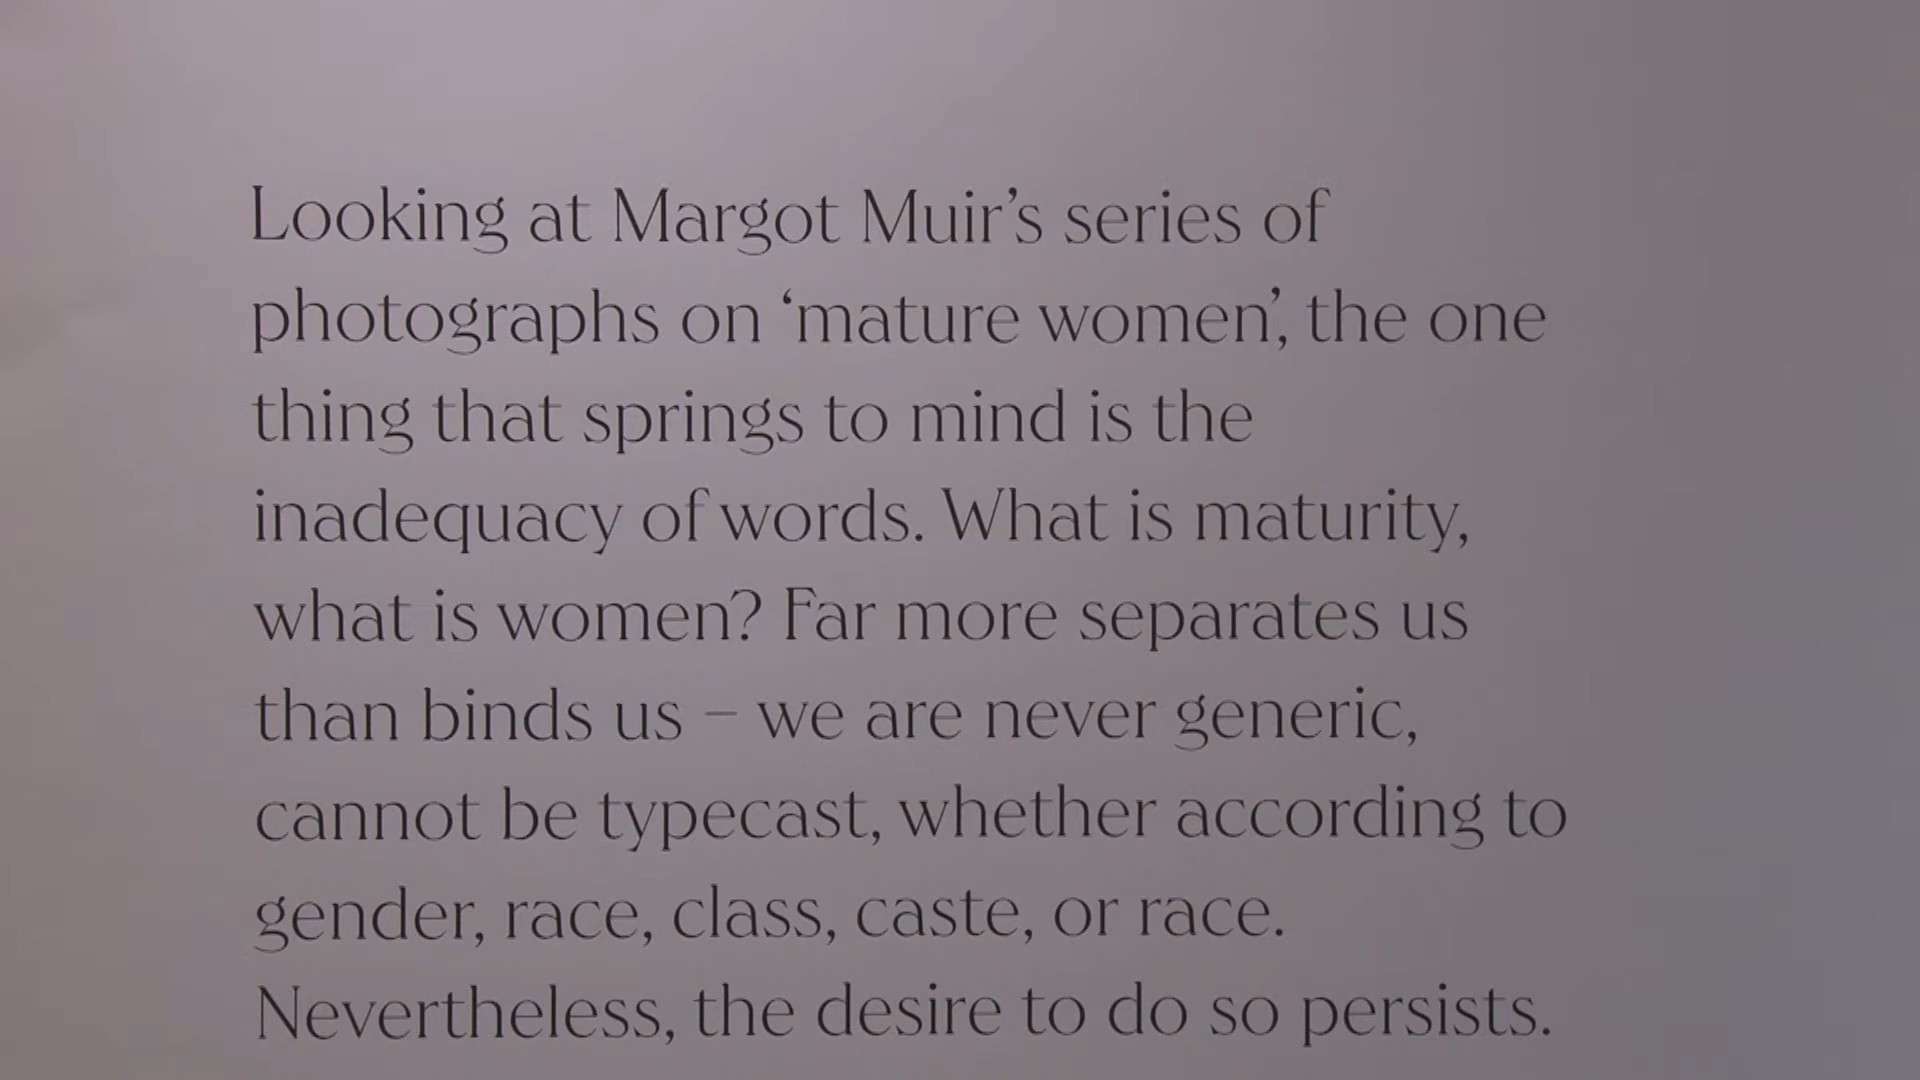 Looking at Margot Muir’s series of
photographs on ‘mature women’, the one
thing that springs to mind is the
inadequacy of words. What is maturity,
what is women? Far more separates us
than binds us – we are never generic,
cannot be typecast, whether according to
gender, race, class, caste, or race.
Nevertheless, the desire to do so persists.